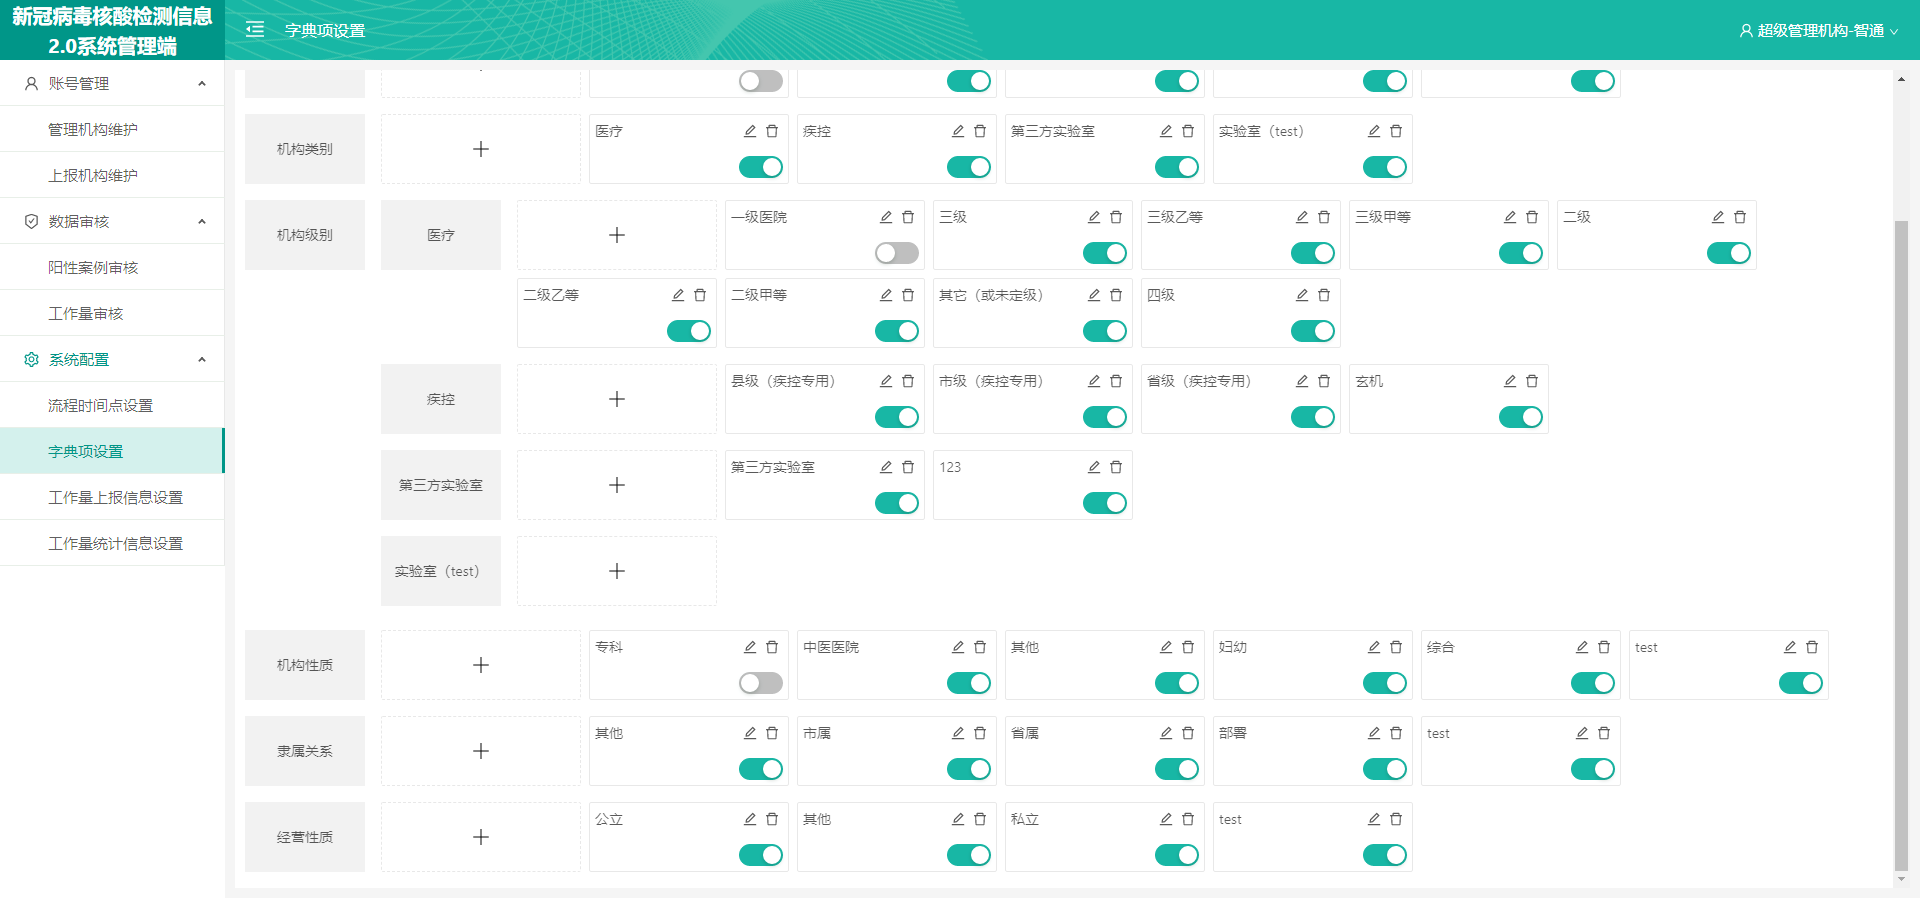 新冠病毒核酸检测信息
2.0系统管理端
字典项设置
超级管理机构-智通
账号管理
管理机构维护
上报机构维护
数据审核
阳性案例审核
工作量审核
系统配置
流程时间点设置
字典项设置
工作量上报信息设置
工作量统计信息设置
机构类别
医疗
疾控
第三方实验室
实验室（test）
机构级别
医疗
一级医院
三级
三级乙等
三级甲等
二级
二级乙等
二级甲等
其它（或未定级）
四级
疾控
县级（疾控专用）
市级（疾控专用）
省级（疾控专用）
玄机
第三方实验室
第三方实验室
123
实验室（test）
机构性质
专科
中医医院
其他
妇幼
综合
test
隶属关系
其他
市属
省属
部署
test
经营性质
公立
其他
私立
test